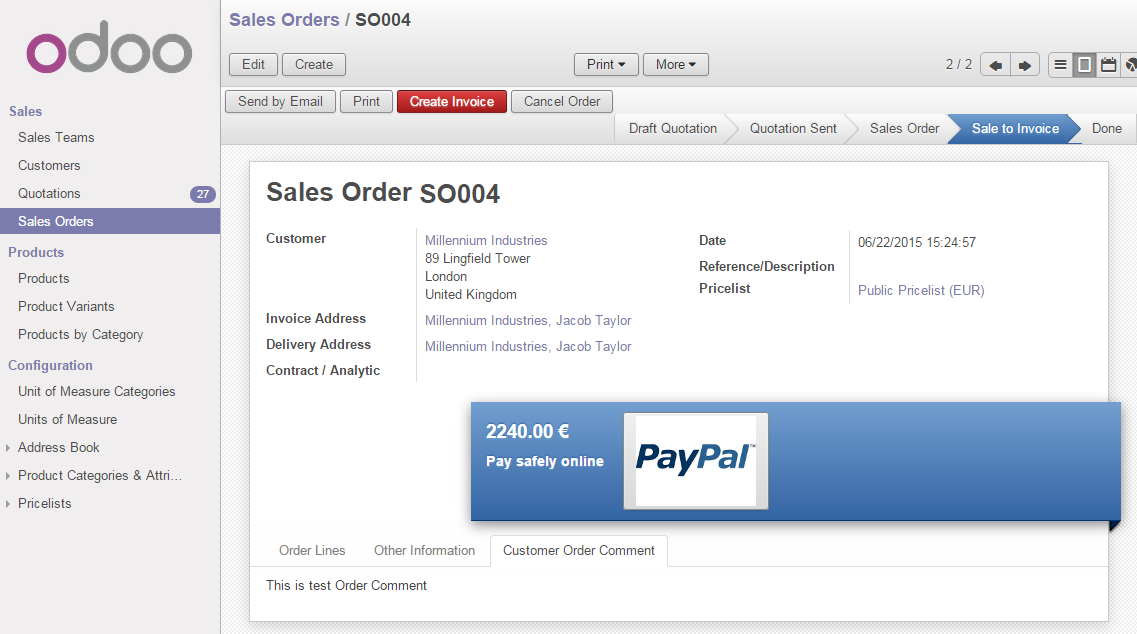 odoo
Sales
Sales Teams
Customers
Quotations 27
Sales Orders
Products
Products
Product Variants
Products by Category
Configuration
Unit of Measure Categories
Units of Measure
Address Book
Product Categories & Attri...
Pricelists
Sales Orders / SO004
Edit Create Print More 2 / 2
Send by Email Print Create Invoice Cancel Order
Draft Quotation Quotation Sent Sales Order Sale to Invoice Done
Sales Order SO004
Customer
Millennium Industries
89 Lingfield Tower
London
United Kingdom
Invoice Address Millennium Industries, Jacob Taylor
Delivery Address Millennium Industries, Jacob Taylor
Contract / Analytic
Date 06/22/2015 15:24:57
Reference/Description
Pricelist Public Pricelist (EUR)
2240.00 €
Pay safely online
PayPal™
Order Lines Other Information Customer Order Comment
This is test Order Comment